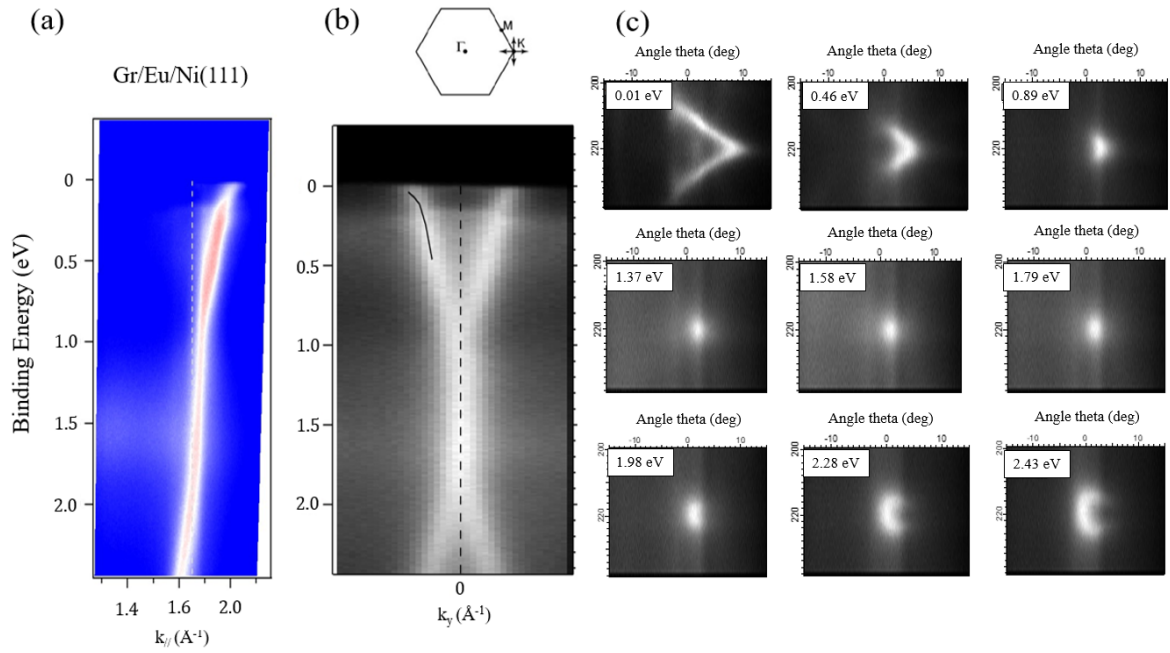 (a)
Gr/Eu/Ni(111)
Binding Energy (eV)
0
0.5
1.0
1.5
2.0
1.4
1.6
2.0
k// (Å-1)
(b)
M
Γ
K
0
0.5
1.0
1.5
2.0
0
ky (Å-1)
(c)
Angle theta (deg)
-10 0 10
200
220
0.01 eV
Angle theta (deg)
-10 0 10
200
220
0.46 eV
Angle theta (deg)
-10 0 10
200
220
0.89 eV
Angle theta (deg)
-10 0 10
200
220
1.37 eV
Angle theta (deg)
-10 0 10
200
220
1.58 eV
Angle theta (deg)
-10 0 10
200
220
1.79 eV
Angle theta (deg)
-10 0 10
200
220
1.98 eV
Angle theta (deg)
-10 0 10
200
220
2.28 eV
Angle theta (deg)
-10 0 10
200
220
2.43 eV